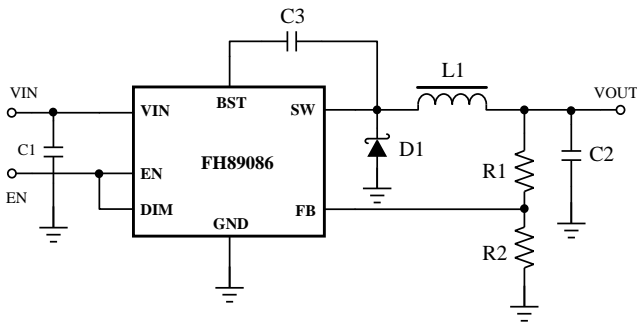 C3
L1
VIN
VOUT
VIN
BST
SW
C1
D1
R1
C2
EN
FH89086
EN
DIM
FB
GND
R2